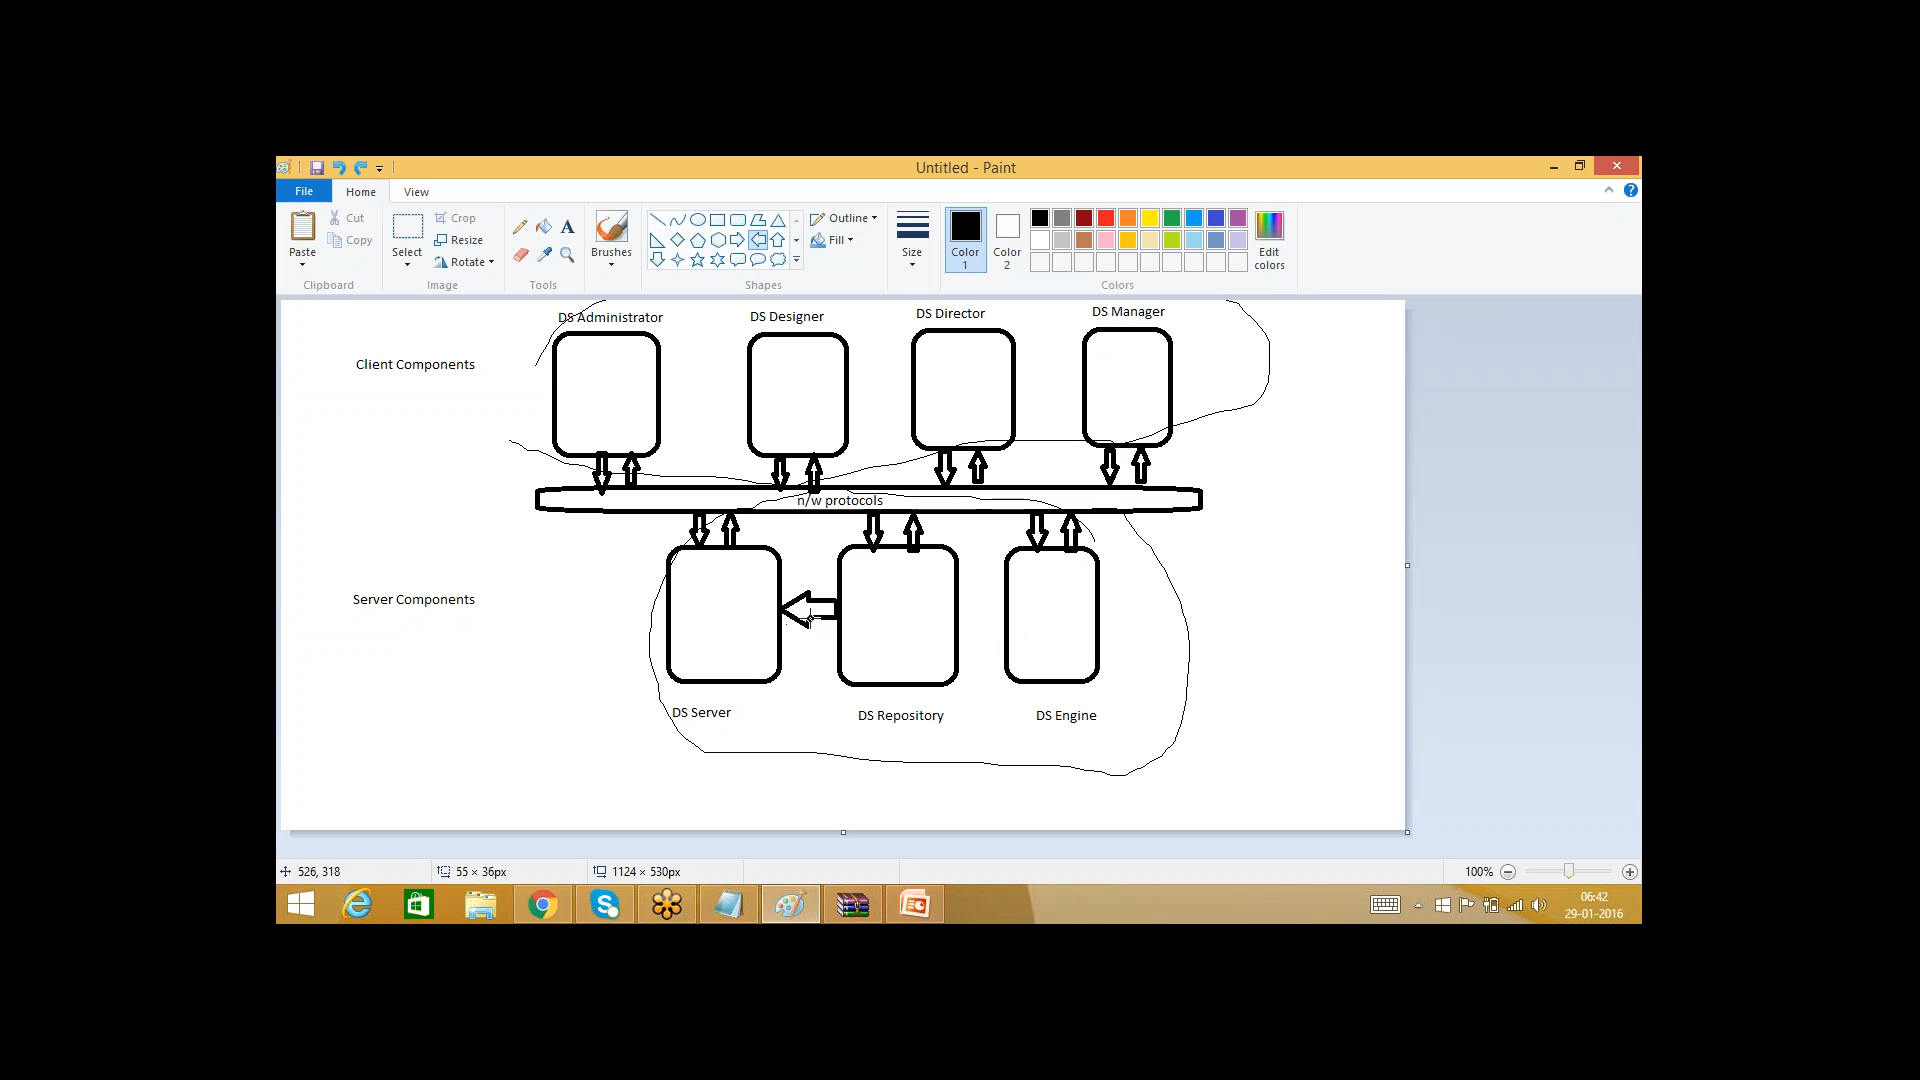 Untitled - Paint
File Home View
Paste
Cut
Copy
Clipboard
Select
Crop
Resize
Rotate
Image
Tools
Brushes
Shapes
Outline
Fill
Size
Color 1
Color 2
Edit colors
Colors
DS Administrator
DS Designer
DS Director
DS Manager
Client Components
n/w protocols
Server Components
DS Server
DS Repository
DS Engine
526, 318
55 × 36px
1124 × 530px
100%
06:42
29-01-2016